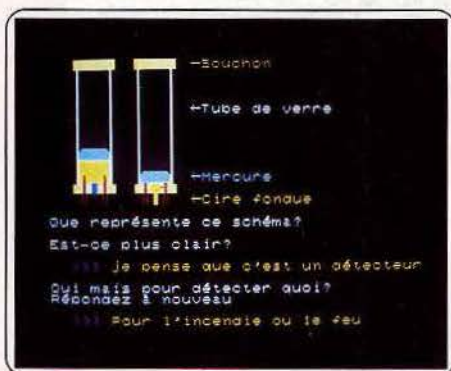 ←Bouchon
←Tube de verre
←Mercure
←Cire fondue
Que représente ce schéma?
Est-ce plus clair?
>>> je pense que c'est un détecteur
Oui mais pour détecter quoi?
Répondez à nouveau
>>> Pour l'incendie ou le feu